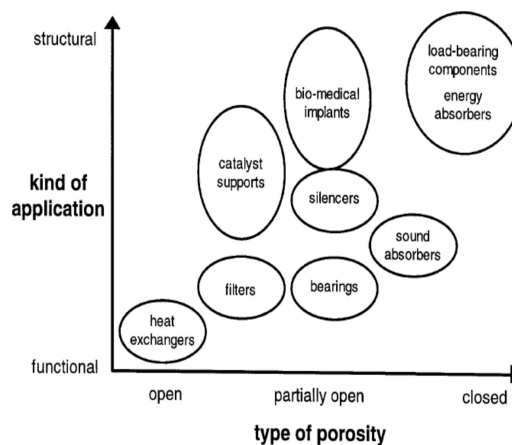 structural
load-bearing
components
energy
absorbers
bio-medical
implants
catalyst
supports
kind of
application
silencers
sound
absorbers
filters
bearings
heat
exchangers
functional
open
partially open
closed
type of porosity